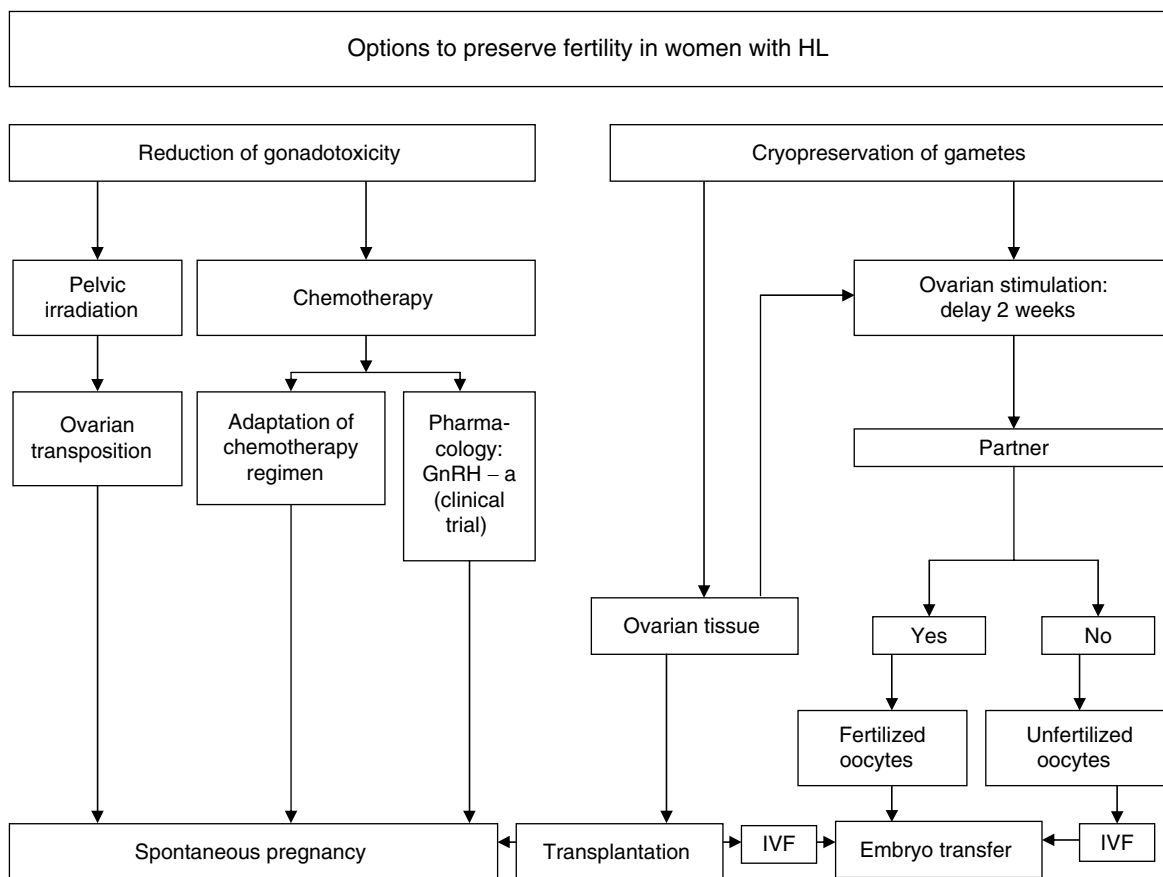 Options to preserve fertility in women with HL
Reduction of gonadotoxicity
Cryopreservation of gametes
Pelvic
irradiation
Chemotherapy
Ovarian stimulation:
delay 2 weeks
Ovarian
transposition
Adaptation of
chemotherapy
regimen
Pharma-
cology:
GnRH – a
(clinical
trial)
Partner
Ovarian tissue
Yes
No
Fertilized
oocytes
Unfertilized
oocytes
Spontaneous pregnancy
Transplantation
IVF
Embryo transfer
IVF